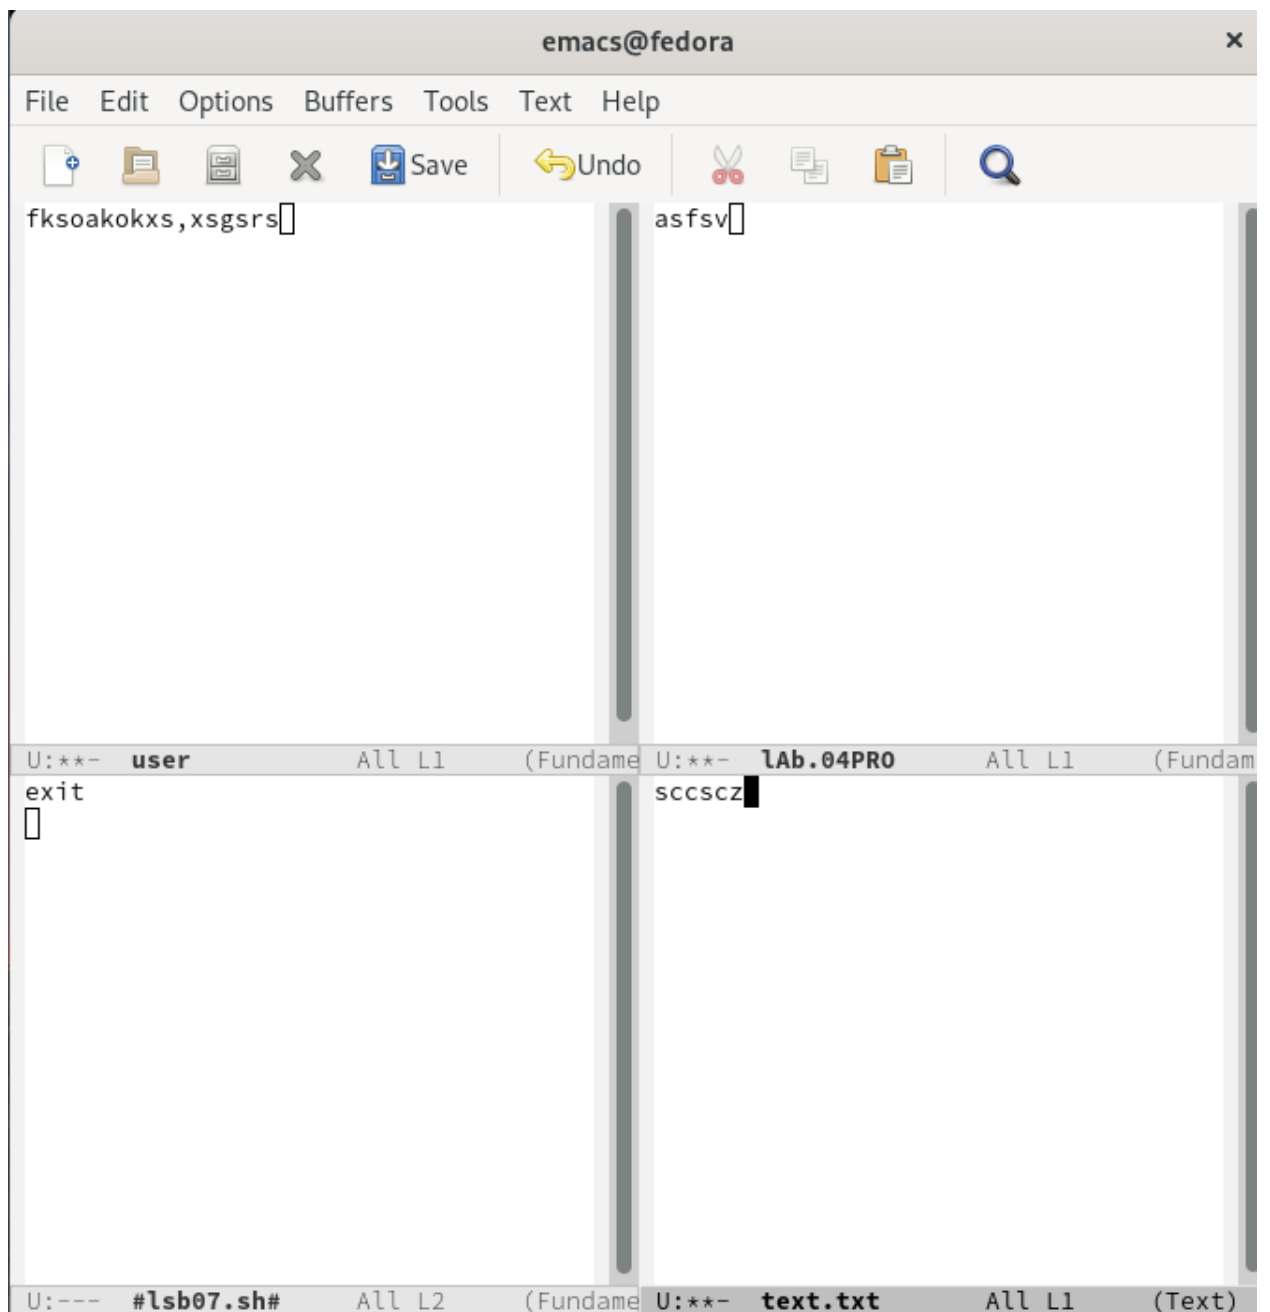 emacs@fedora ×
File Edit Options Buffers Tools Text Help
Save Undo
fksoakokxs,xsgsrs
asfsv
U:**- user All L1 (Fundame
U:**- lAb.04PRO All L1 (Fundam
exit
sccscz
U:--- #lsb07.sh# All L2 (Fundame
U:**- text.txt All L1 (Text)